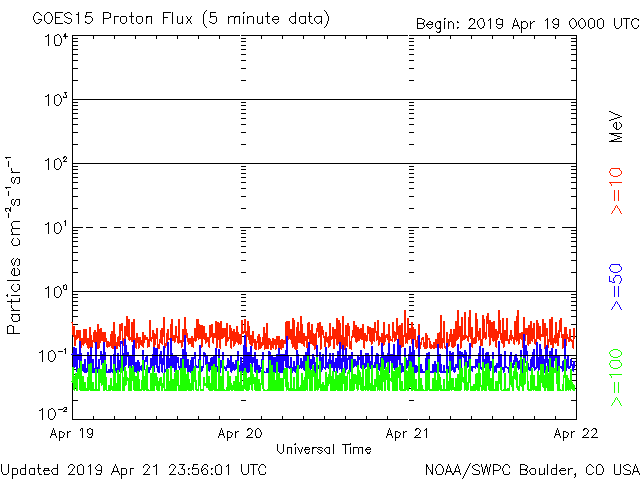 GOES15 Proton Flux (5 minute data)
Begin: 2019 Apr 19 0000 UTC
10⁴
10³
10²
10¹
10⁰
10⁻¹
10⁻²
Particles cm⁻²s⁻¹sr⁻¹
MeV
>=10
>=50
>=100
Apr 19
Apr 20
Apr 21
Apr 22
Universal Time
Updated 2019 Apr 21 23:56:01 UTC
NOAA/SWPC Boulder, CO USA